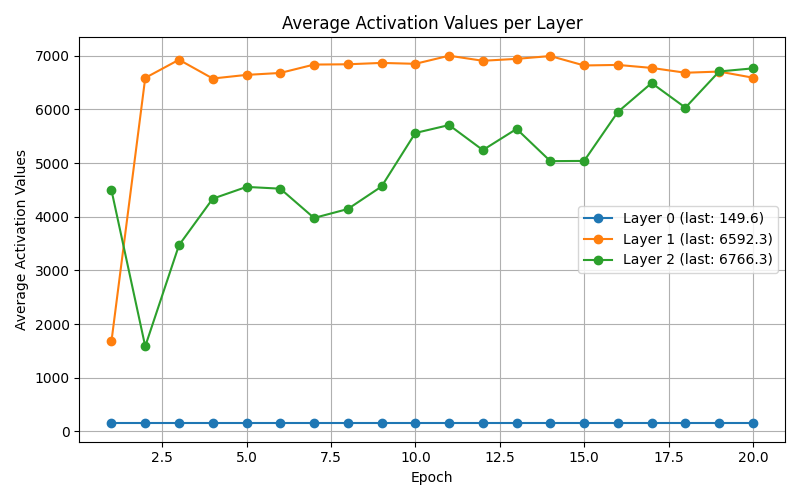 Average Activation Values per Layer
Average Activation Values
7000
6000
5000
4000
3000
2000
1000
0
Layer 0 (last: 149.6)
Layer 1 (last: 6592.3)
Layer 2 (last: 6766.3)
2.5 5.0 7.5 10.0 12.5 15.0 17.5 20.0
Epoch